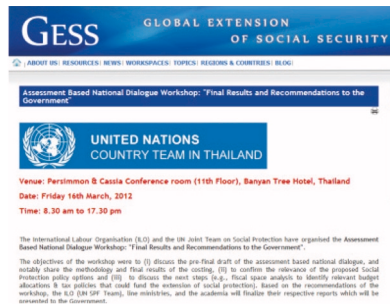 GESS
GLOBAL EXTENSION
OF SOCIAL SECURITY
ABOUT US| RESOURCES| NEWS| WORKSPACES| TOPICS| REGIONS & COUNTRIES| BLOG|
Assessment Based National Dialogue Workshop: "Final Results and Recommendations to the
Government"
UNITED NATIONS
COUNTRY TEAM IN THAILAND
Venue: Persimmon & Cassia Conference room (11th Floor), Banyan Tree Hotel, Thailand
Date: Friday 16th March, 2012
Time: 8.30 am to 17.30 pm
The International Labour Organisation (ILO) and the UN Joint Team on Social Protection have organised the Assessment
Based National Dialogue Workshop: "Final Results and Recommendations to the Government".
The objectives of the workshop were to (i) discuss the pre-final draft of the assessment based national dialogue, and
notably share the methodology and final results of the costing, (ii) to confirm the relevance of the proposed Social
Protection policy options and (iii) to discuss the next steps (e.g., fiscal space analysis to identify relevant budget
allocations & tax policies that could fund the extension of social protection). Based on the recommendations of the
workshop, the ILO (UN SPF Team), line ministries, and the academia will finalize their respective reports which will be
presented to the Government.